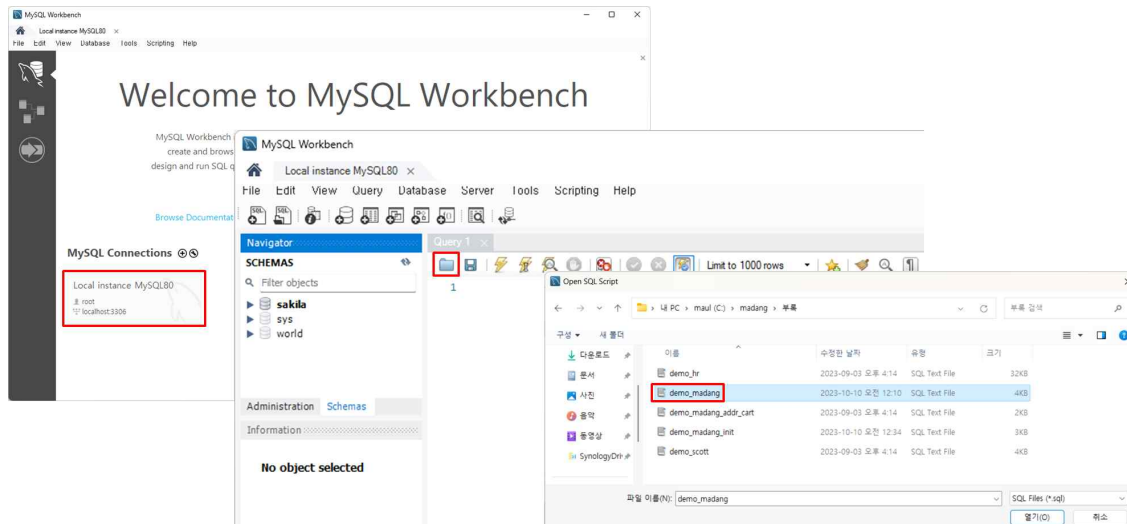 MySQL Workbench
Local instance MySQL80 ×
File Edit View Database Tools Scripting Help
Welcome to MySQL Workbench
MySQL Workbench
create and brows
design and run SQL q
Browse Documentat
MySQL Connections
Local instance MySQL80
root
localhost:3306
MySQL Workbench
Local instance MySQL80 ×
File Edit View Query Database Server Tools Scripting Help
Navigator
SCHEMAS
Filter objects
sakila
sys
world
Administration Schemas
Information
No object selected
Query 1 ×
Limit to 1000 rows
1
Open SQL Script
내 PC > maul (C:) > madang > 부록
부록 검색
구성 새 폴더
다운로드
문서
사진
음악
동영상
SynologyDri
이름 수정한 날짜 유형 크기
demo_hr 2023-09-03 오후 4:14 SQL Text File 32KB
demo_madang 2023-10-10 오전 12:10 SQL Text File 4KB
demo_madang_addr_cart 2023-09-03 오후 4:14 SQL Text File 2KB
demo_madang_init 2023-10-10 오전 12:34 SQL Text File 3KB
demo_scott 2023-09-03 오후 4:14 SQL Text File 4KB
파일 이름(N): demo_madang SQL Files (*.sql)
열기(O) 취소